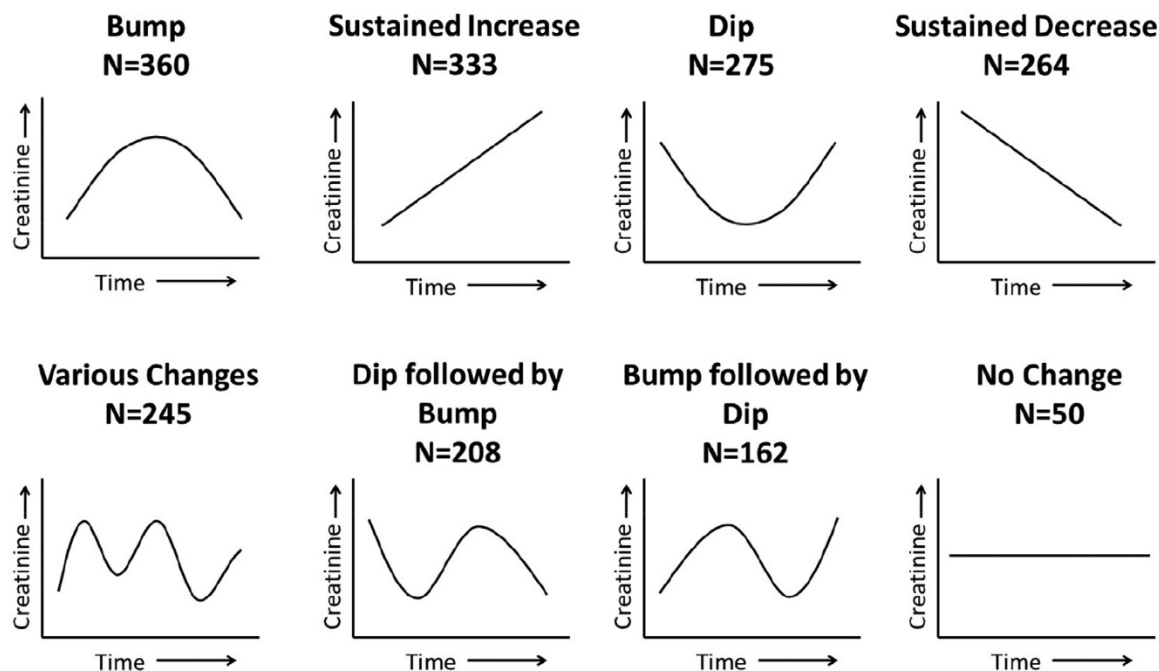 Bump
N=360
Sustained Increase
N=333
Dip
N=275
Sustained Decrease
N=264
Creatinine
Time
Creatinine
Time
Creatinine
Time
Creatinine
Time
Various Changes
N=245
Dip followed by
Bump
N=208
Bump followed by
Dip
N=162
No Change
N=50
Creatinine
Time
Creatinine
Time
Creatinine
Time
Creatinine
Time